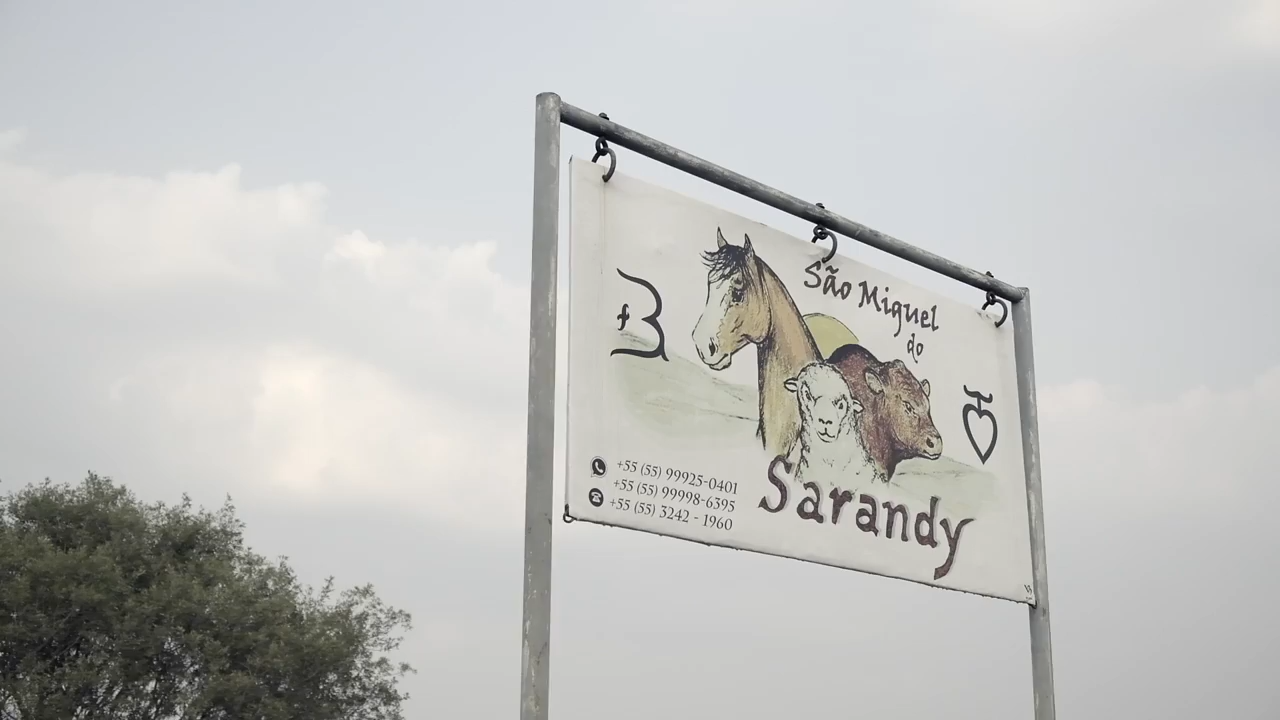 São Miguel
do
Sarandy
+55 (55) 99925-0401
+55 (55) 99998-6395
+55 (55) 3242 - 1960